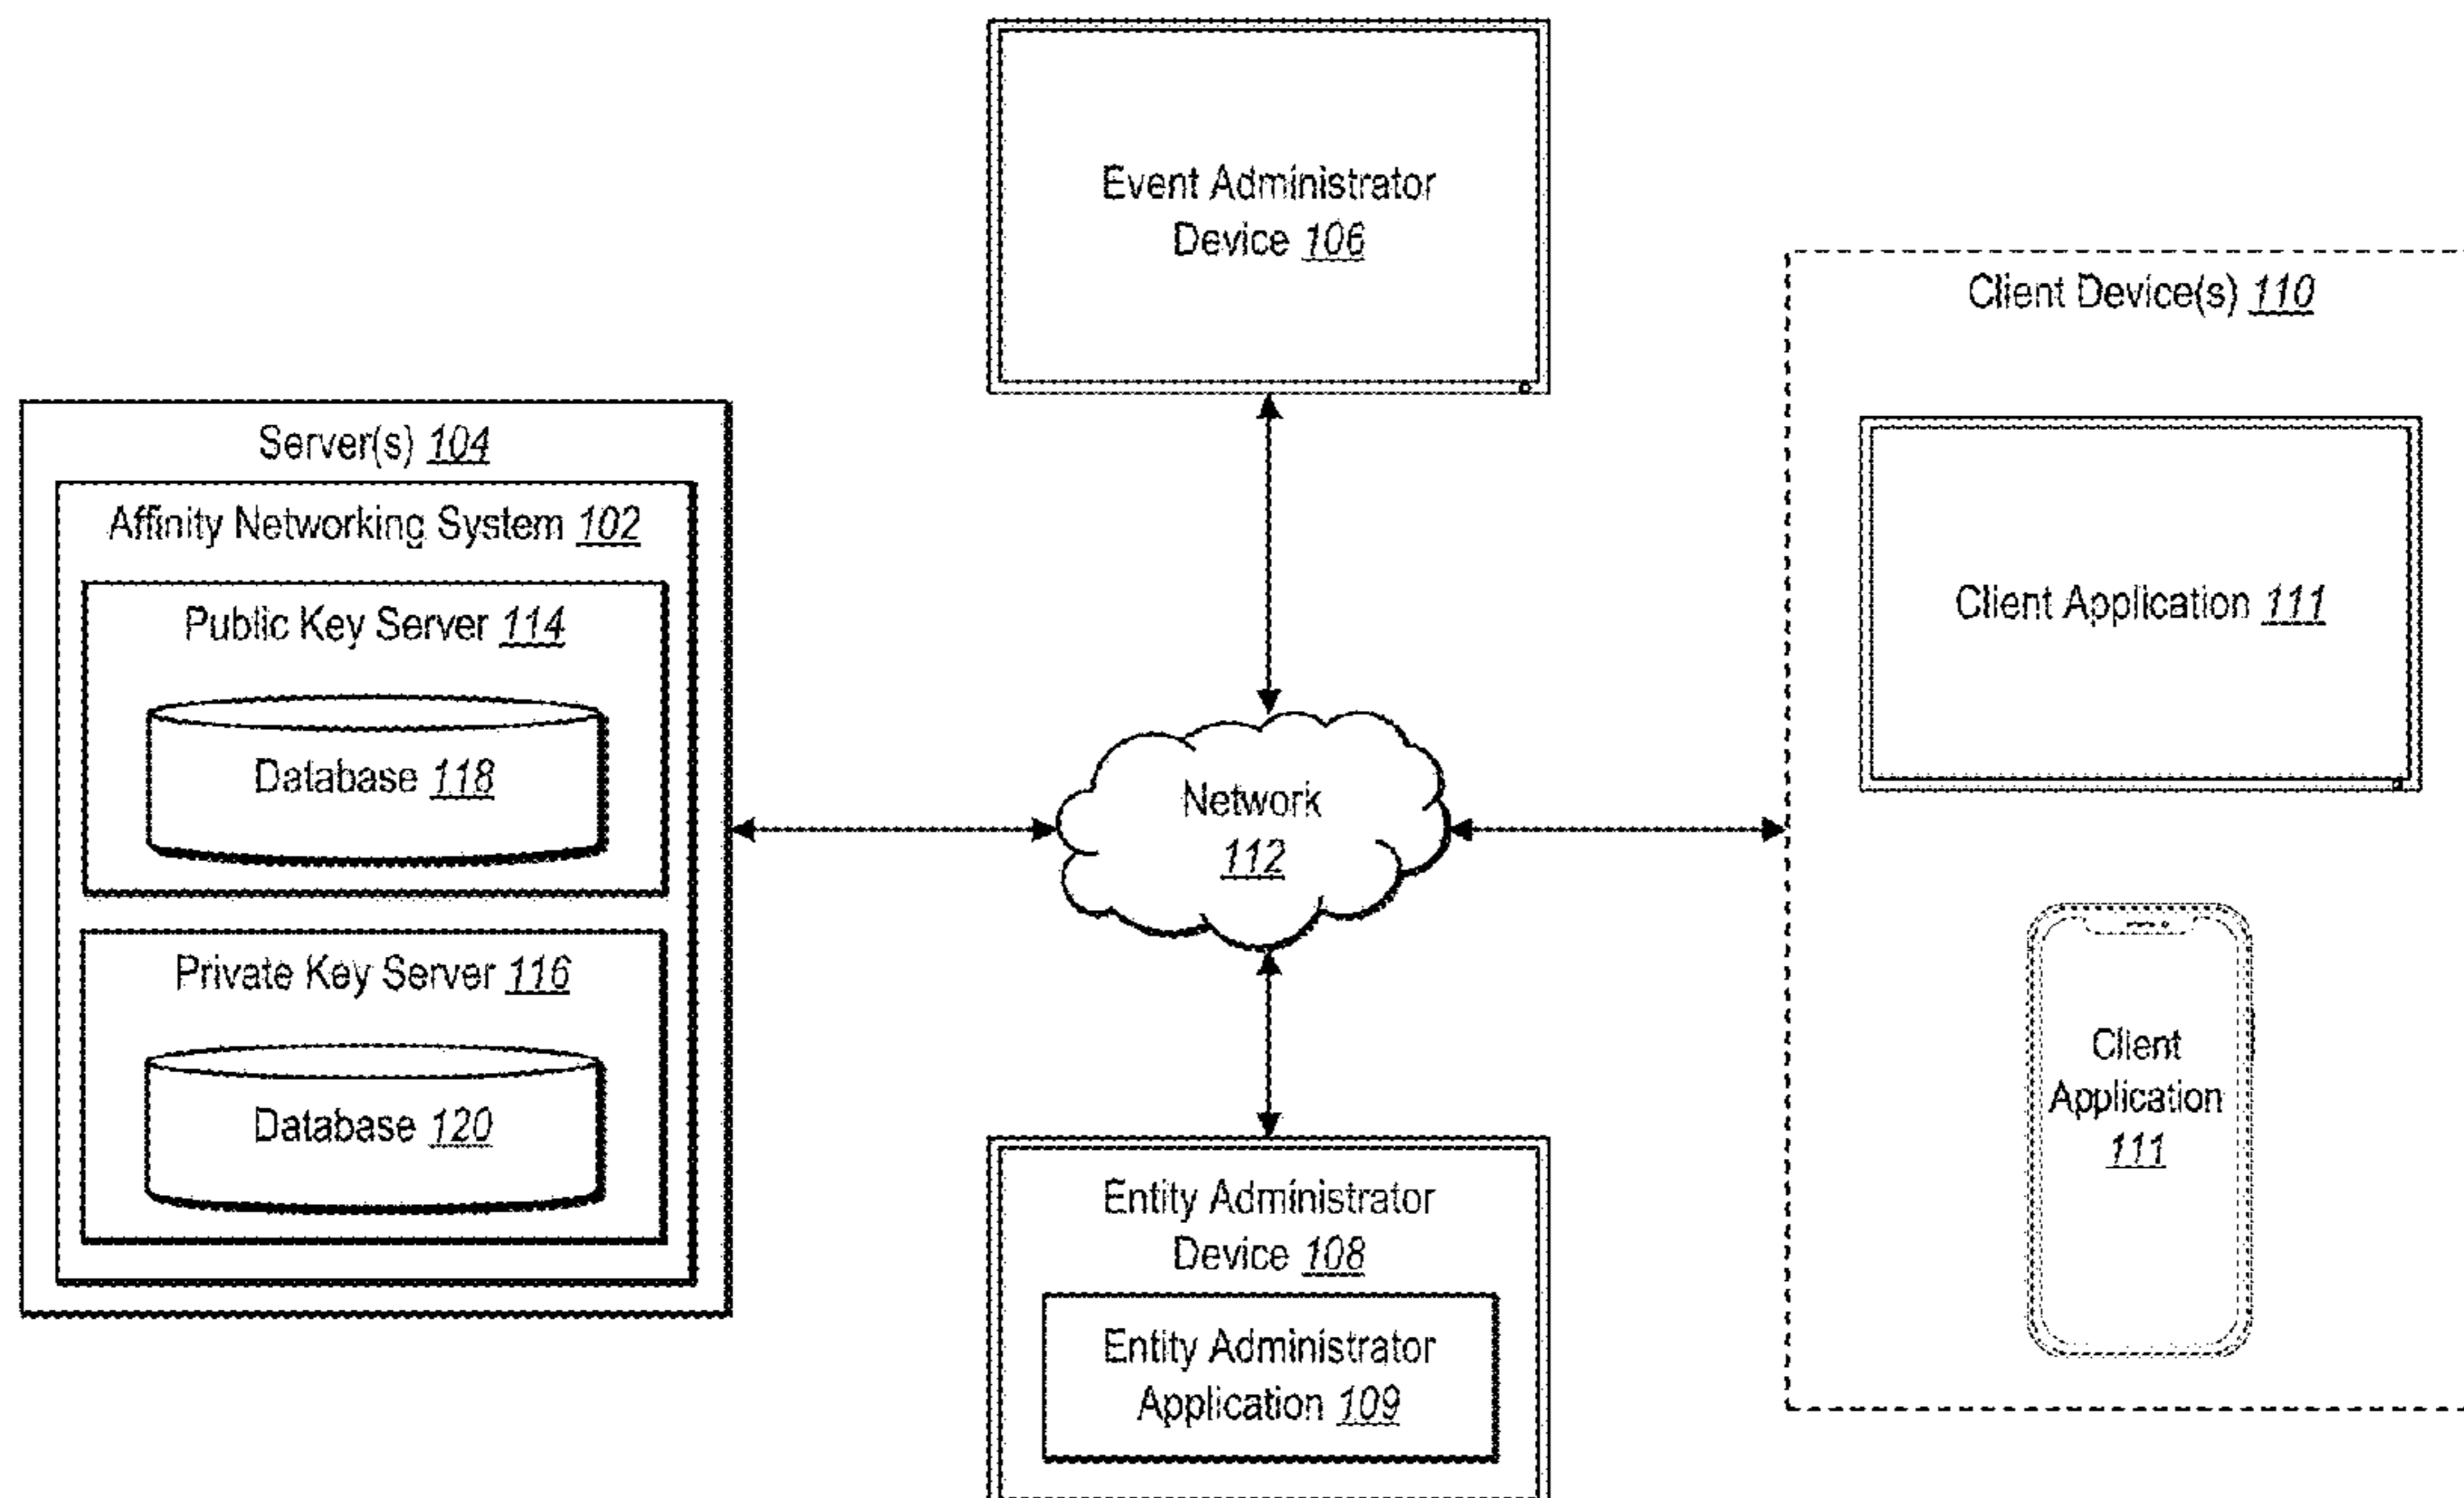 Event Administrator
Device 106
Client Device(s) 110
Server(s) 104
Affinity Networking System 102
Public Key Server 114
Database 118
Private Key Server 116
Database 120
Network
112
Client Application 111
Client
Application
111
Entity Administrator
Device 108
Entity Administrator
Application 109